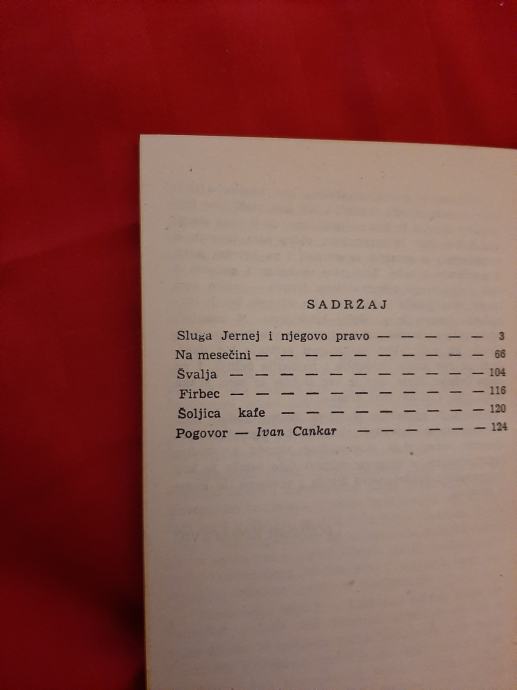 SADRŽAJ
Sluga Jernej i njegovo pravo — — — — — 3
Na mesečini — — — — — — — — — — 66
Švalja — — — — — — — — — — — 104
Firbec — — — — — — — — — — — 116
Šoljica kafe — — — — — — — — — 120
Pogovor — Ivan Cankar — — — — — — 124